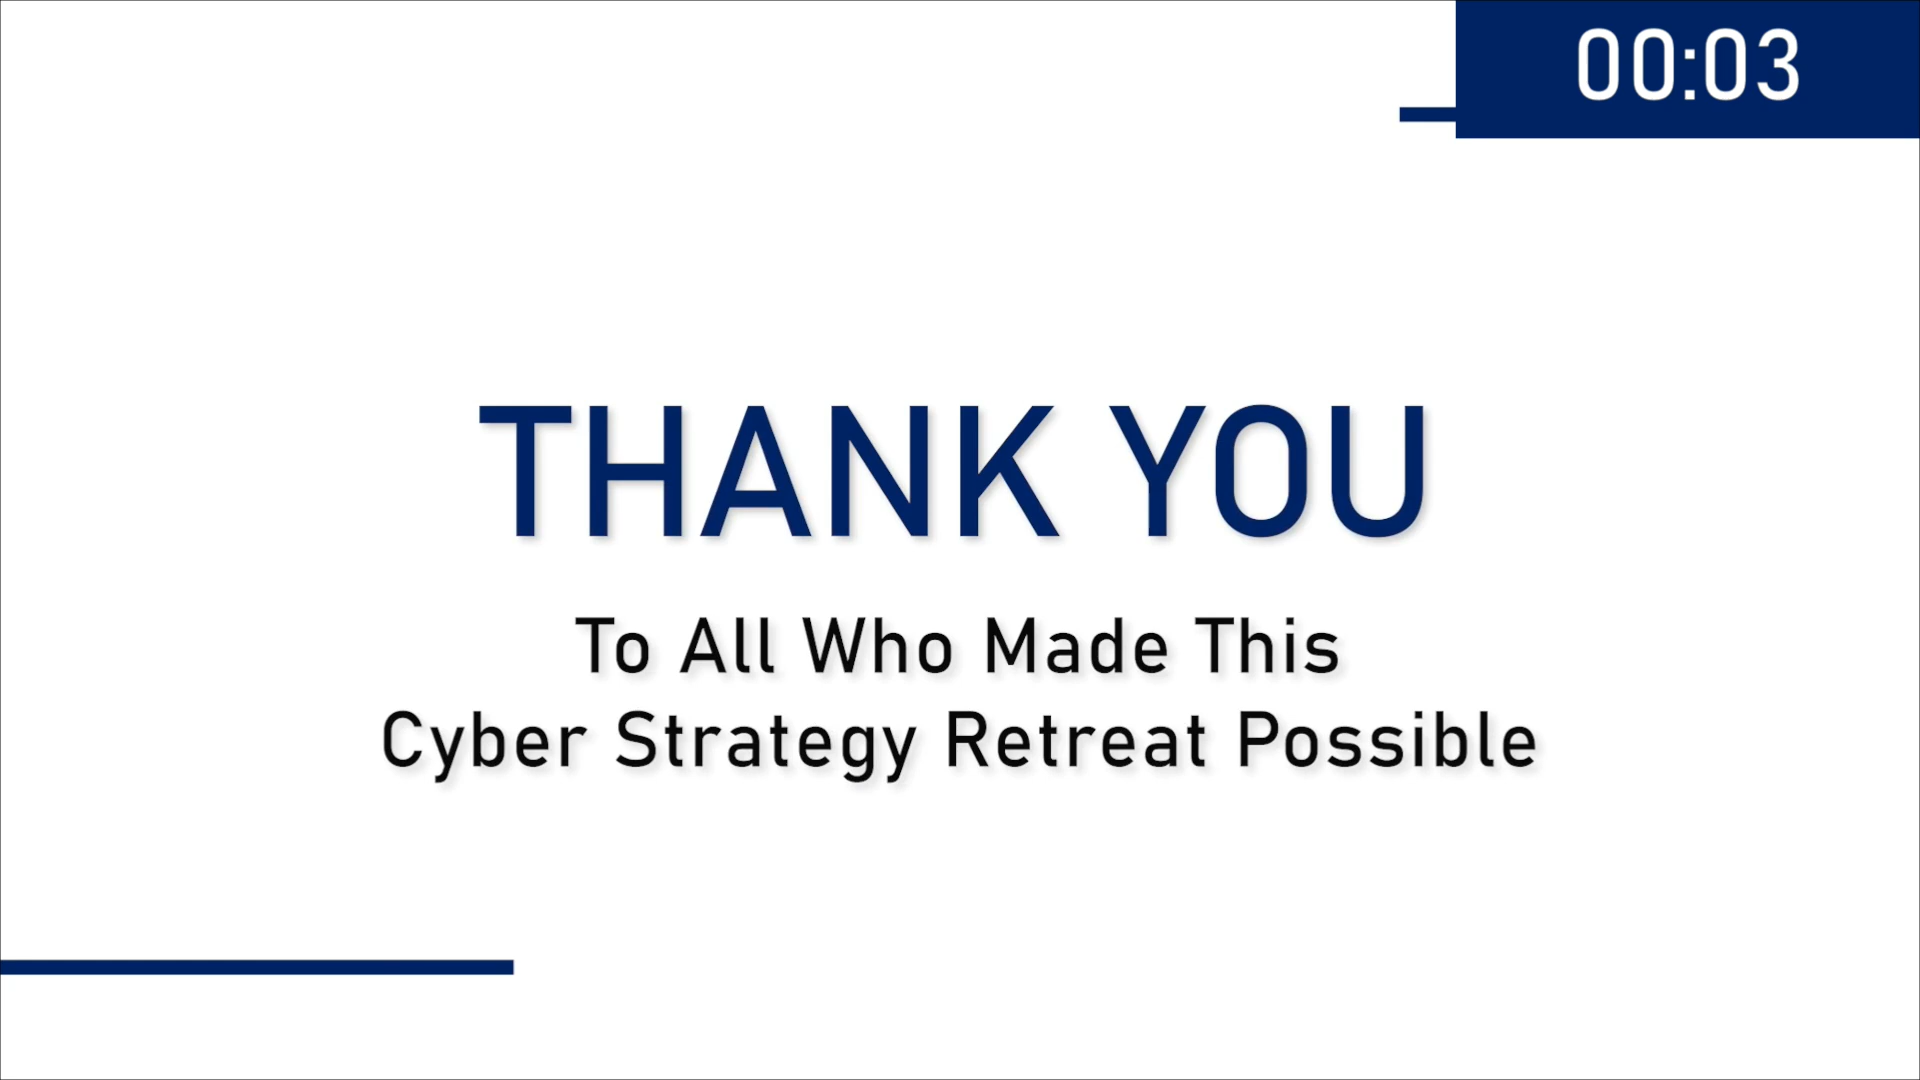 00:03
THANK YOU
To All Who Made This
Cyber Strategy Retreat Possible